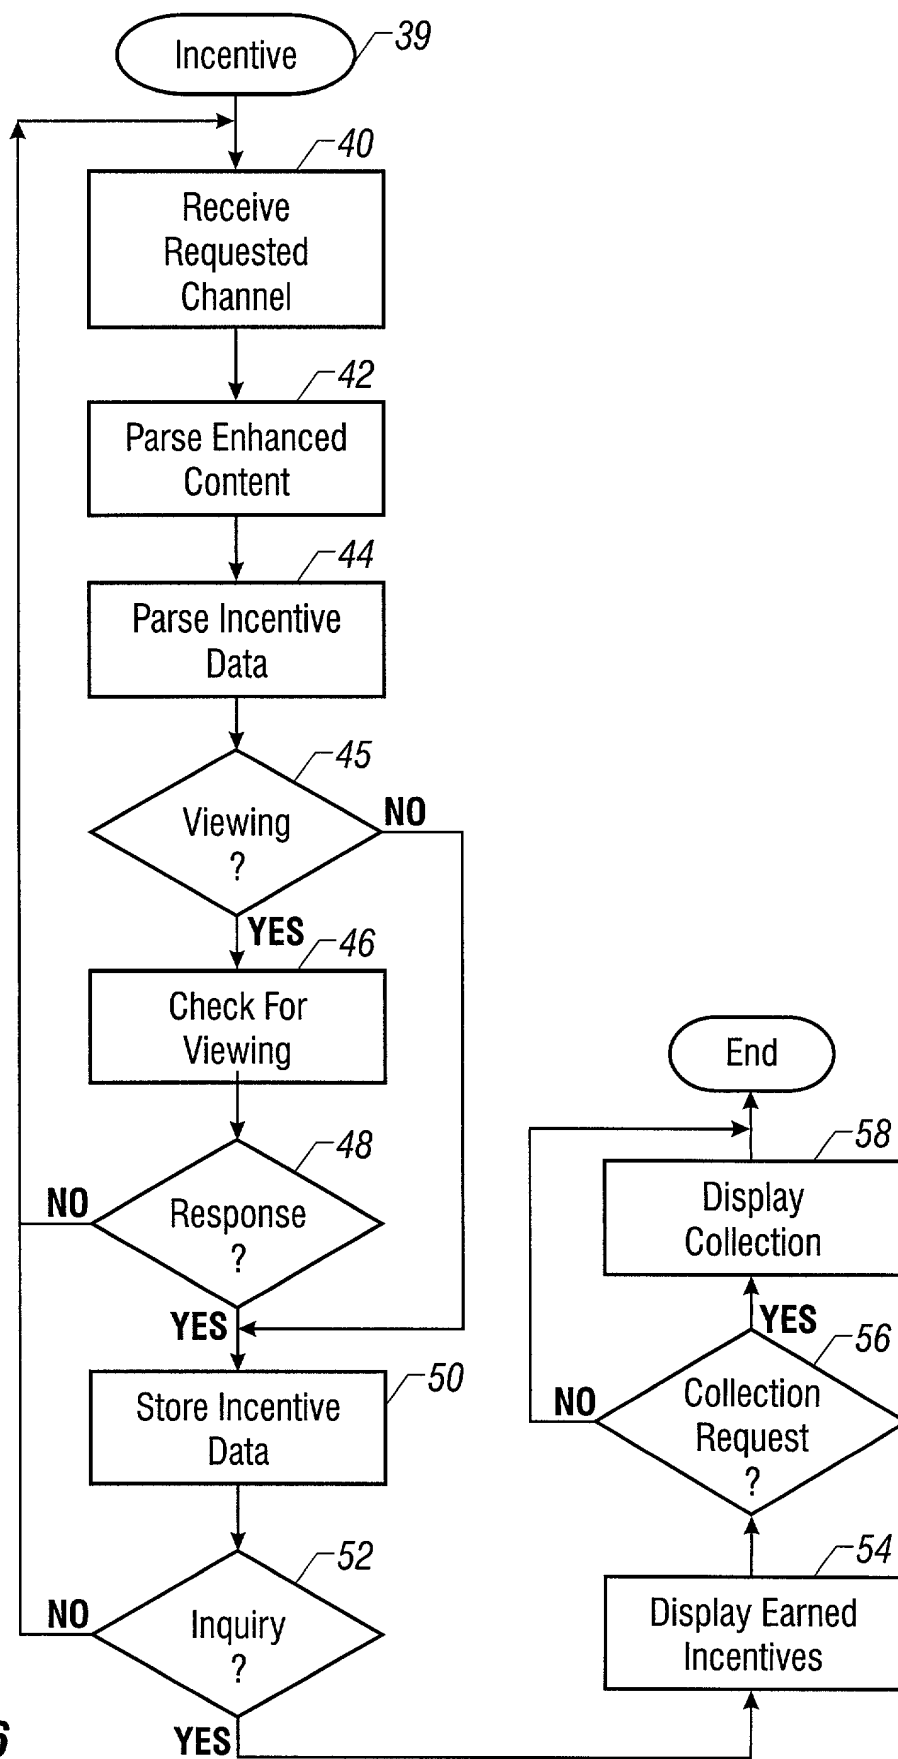 Incentive
39
40
Receive
Requested
Channel
42
Parse Enhanced
Content
44
Parse Incentive
Data
45
Viewing
?
NO
YES
46
Check For
Viewing
48
Response
?
NO
YES
50
Store Incentive
Data
52
Inquiry
?
NO
YES
54
Display Earned
Incentives
56
Collection
Request
?
NO
YES
58
Display
Collection
End
6